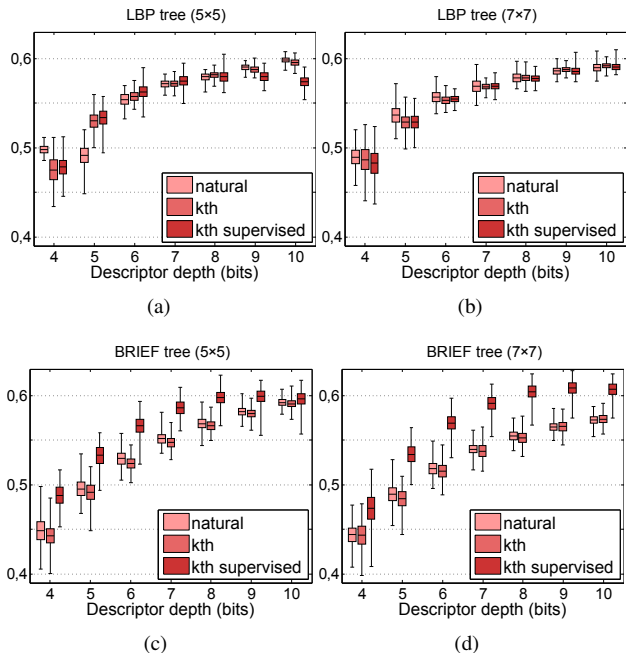 LBP tree (5×5)
0,6
0,5
0,4
natural
kth
kth supervised
4 5 6 7 8 9 10
Descriptor depth (bits)
(a)
LBP tree (7×7)
0,6
0,5
0,4
natural
kth
kth supervised
4 5 6 7 8 9 10
Descriptor depth (bits)
(b)
BRIEF tree (5×5)
0,6
0,5
0,4
natural
kth
kth supervised
4 5 6 7 8 9 10
Descriptor depth (bits)
(c)
BRIEF tree (7×7)
0,6
0,5
0,4
natural
kth
kth supervised
4 5 6 7 8 9 10
Descriptor depth (bits)
(d)